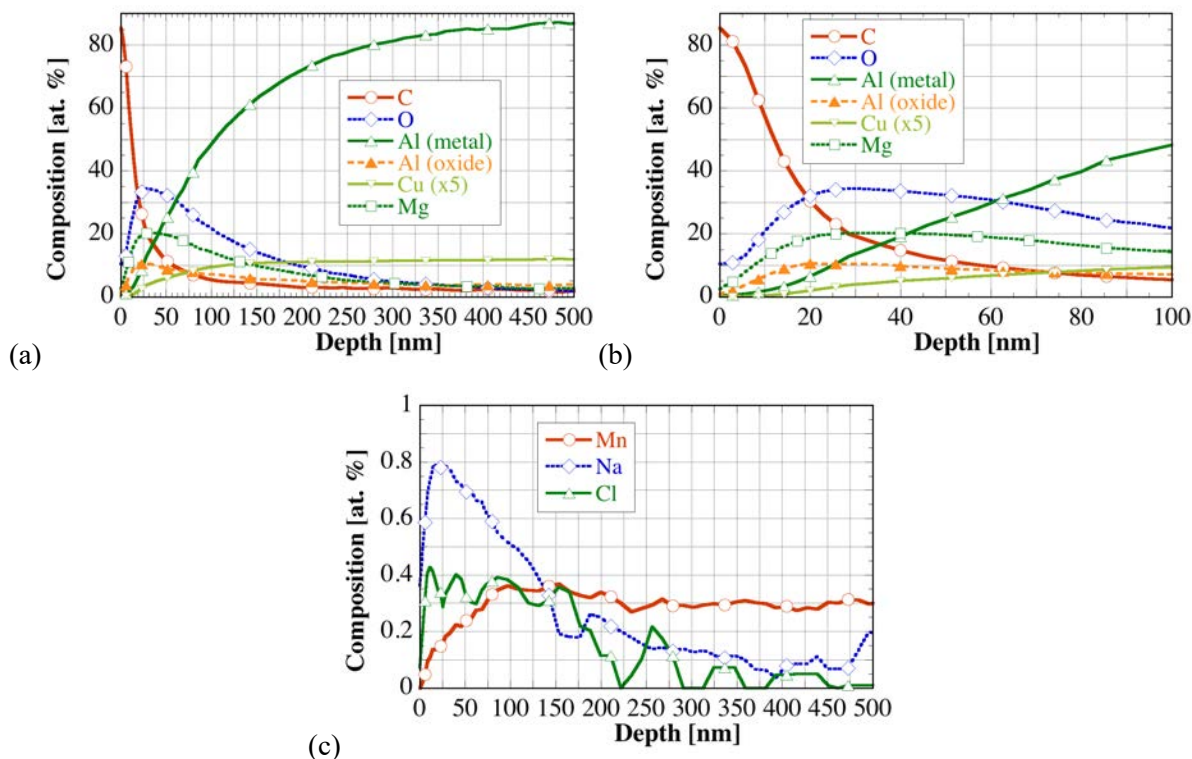 80
60
40
20
0
Composition [at. %]
C
O
Al (metal)
Al (oxide)
Cu (x5)
Mg
0 50 100 150 200 250 300 350 400 450 500
Depth [nm]
(a)
80
60
40
20
0
Composition [at. %]
C
O
Al (metal)
Al (oxide)
Cu (x5)
Mg
0 20 40 60 80 100
Depth [nm]
(b)
1
0.8
0.6
0.4
0.2
0
Composition [at. %]
Mn
Na
Cl
0 50 100 150 200 250 300 350 400 450 500
Depth [nm]
(c)